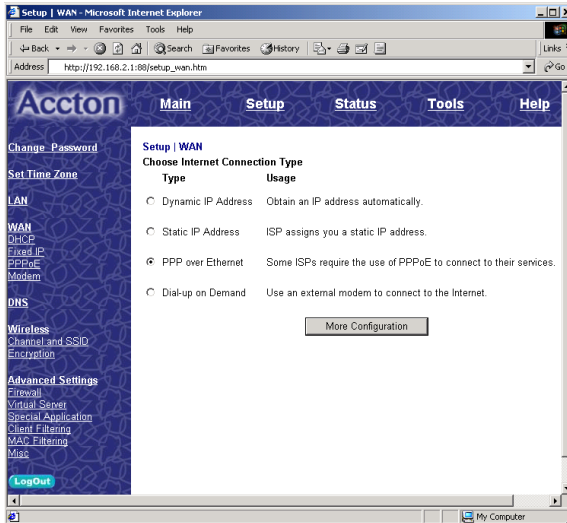 Setup | WAN - Microsoft Internet Explorer
File Edit View Favorites Tools Help
Back Search Favorites History Links
Address http://192.168.2.1:88/setup_wan.htm Go
Accton Main Setup Status Tools Help
Change Password
Set Time Zone
LAN
WAN
DHCP
Fixed IP
PPPoE
Modem
DNS
Wireless
Channel and SSID
Encryption
Advanced Settings
Firewall
Virtual Server
Special Application
Client Filtering
MAC Filtering
Misc
LogOut
Setup | WAN
Choose Internet Connection Type
Type Usage
Dynamic IP Address Obtain an IP address automatically.
Static IP Address ISP assigns you a static IP address.
PPP over Ethernet Some ISPs require the use of PPPoE to connect to their services.
Dial-up on Demand Use an external modem to connect to the Internet.
More Configuration
My Computer